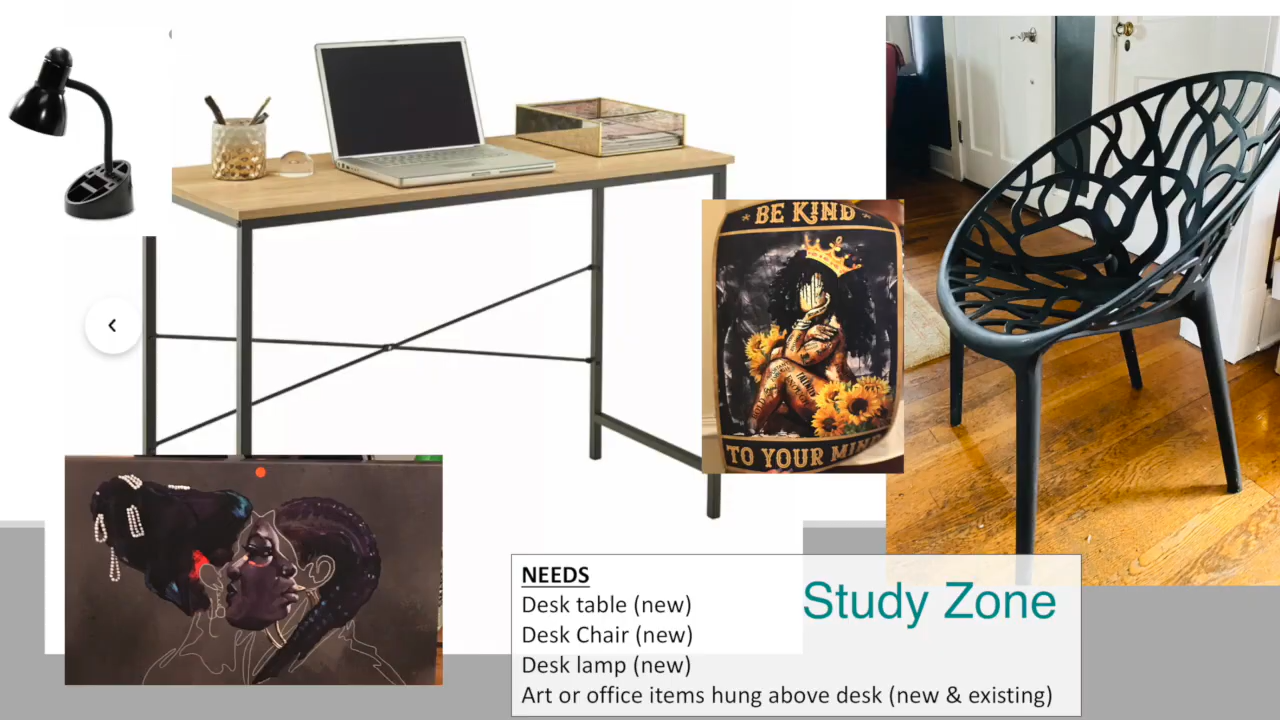 BE KIND
TO YOUR MIND
Study Zone
NEEDS
Desk table (new)
Desk Chair (new)
Desk lamp (new)
Art or office items hung above desk (new & existing)